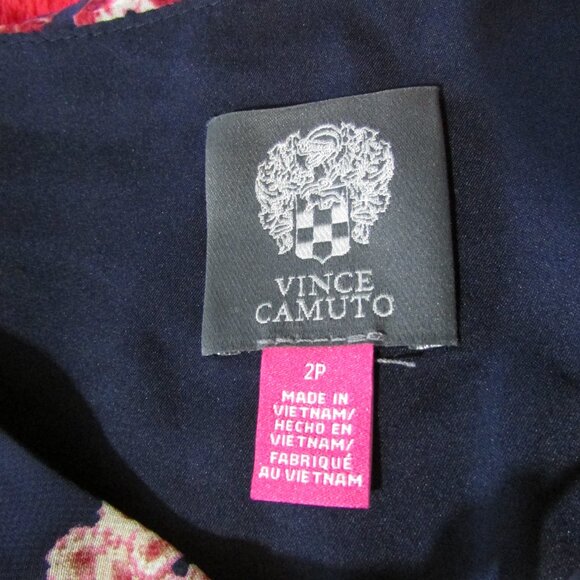 VINCE
CAMUTO
2P
MADE IN
VIETNAM/
HECHO EN
VIETNAM/
FABRIQUÉ
AU VIETNAM